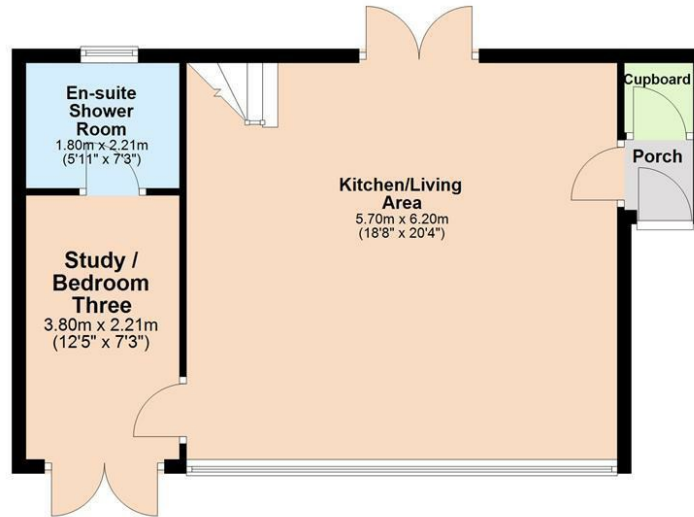 En-suite
Shower
Room
1.80m x 2.21m
(5'11" x 7'3")
Study /
Bedroom
Three
3.80m x 2.21m
(12'5" x 7'3")
Kitchen/Living
Area
5.70m x 6.20m
(18'8" x 20'4")
Cupboard
Porch